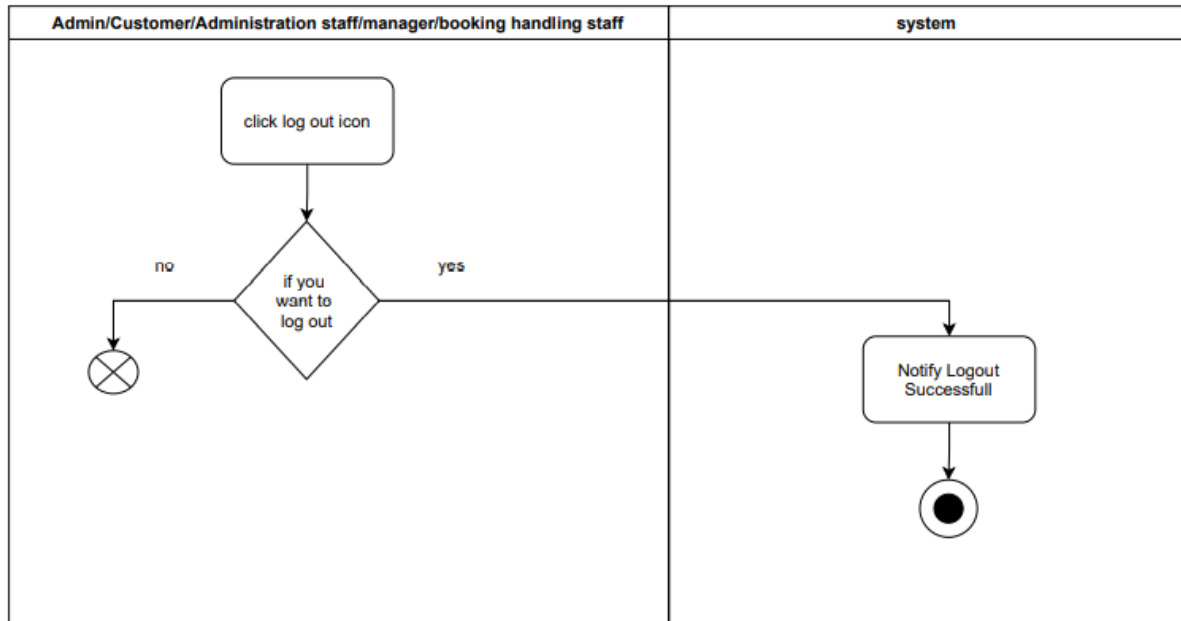 Admin/Customer/Administration staff/manager/booking handling staff
system
click log out icon
no
yes
if you
want to
log out
Notify Logout
Successfull